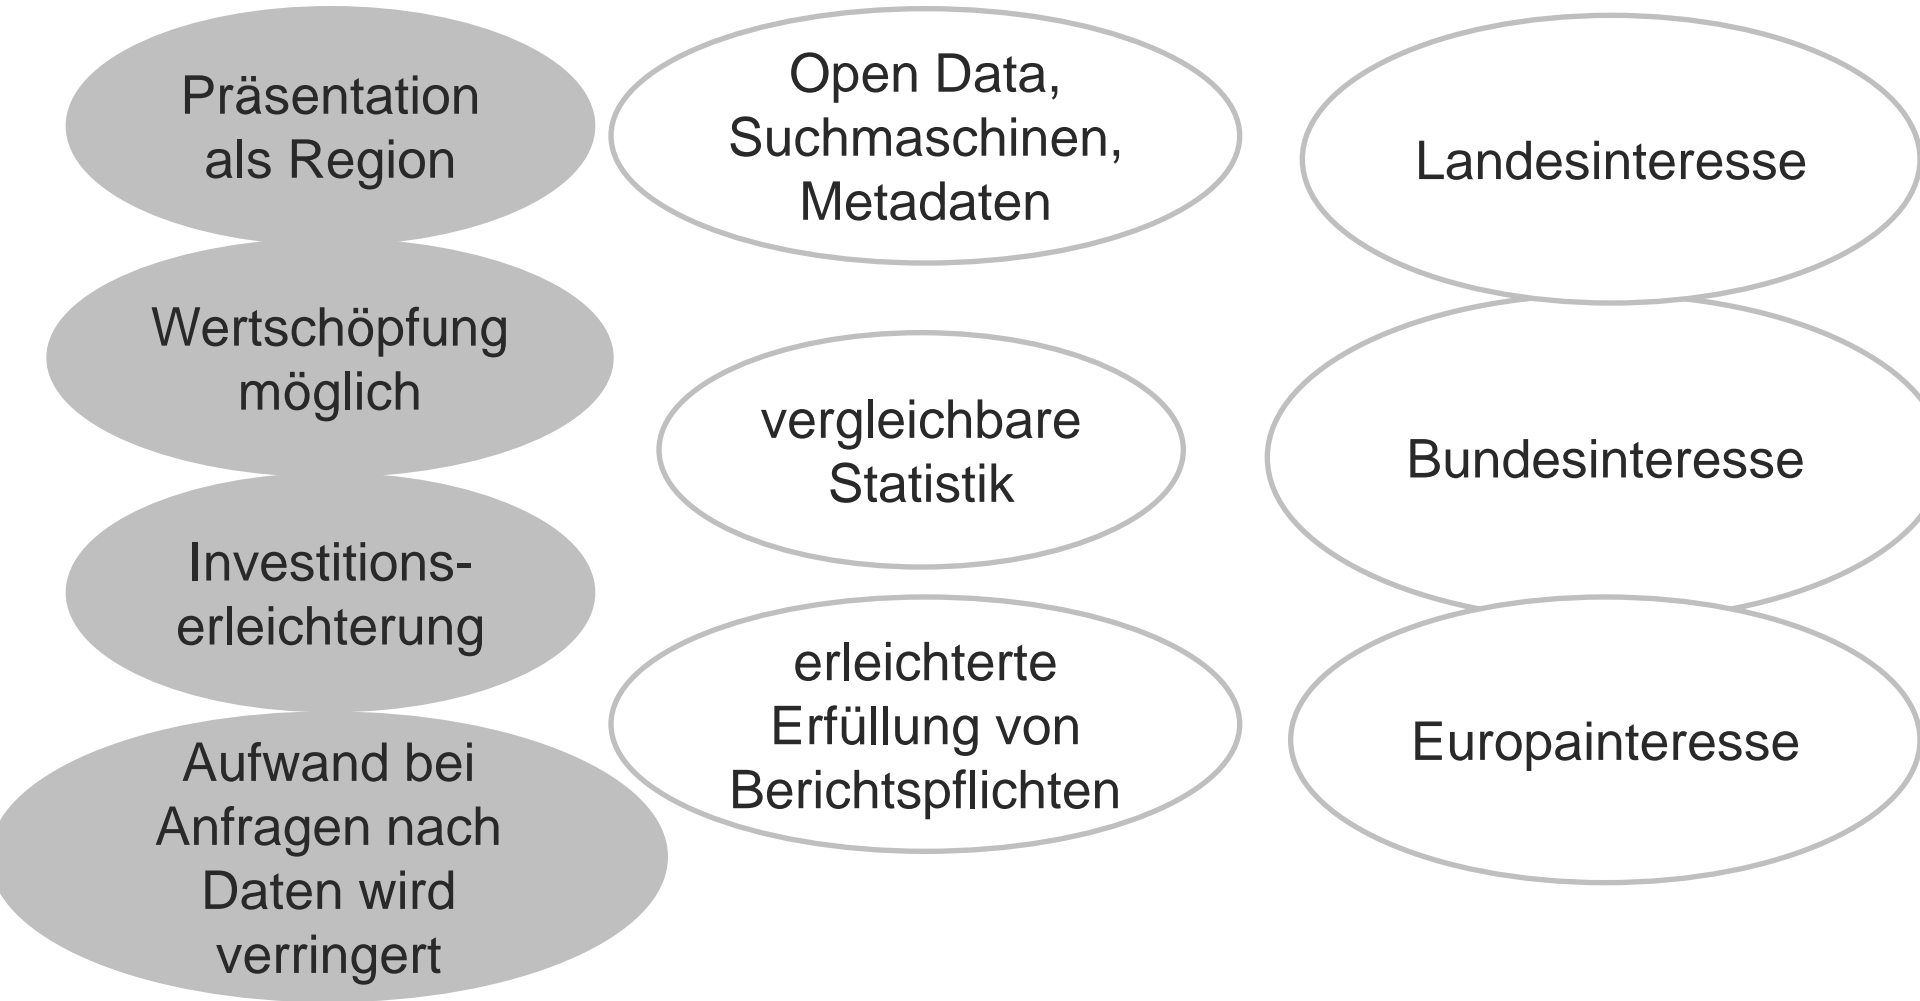 Präsentation
als Region
Wertschöpfung
möglich
Investitions-
erleichterung
Aufwand bei
Anfragen nach
Daten wird
verringert
Open Data,
Suchmaschinen,
Metadaten
vergleichbare
Statistik
erleichterte
Erfüllung von
Berichtspflichten
Landesinteresse
Bundesinteresse
Europainteresse